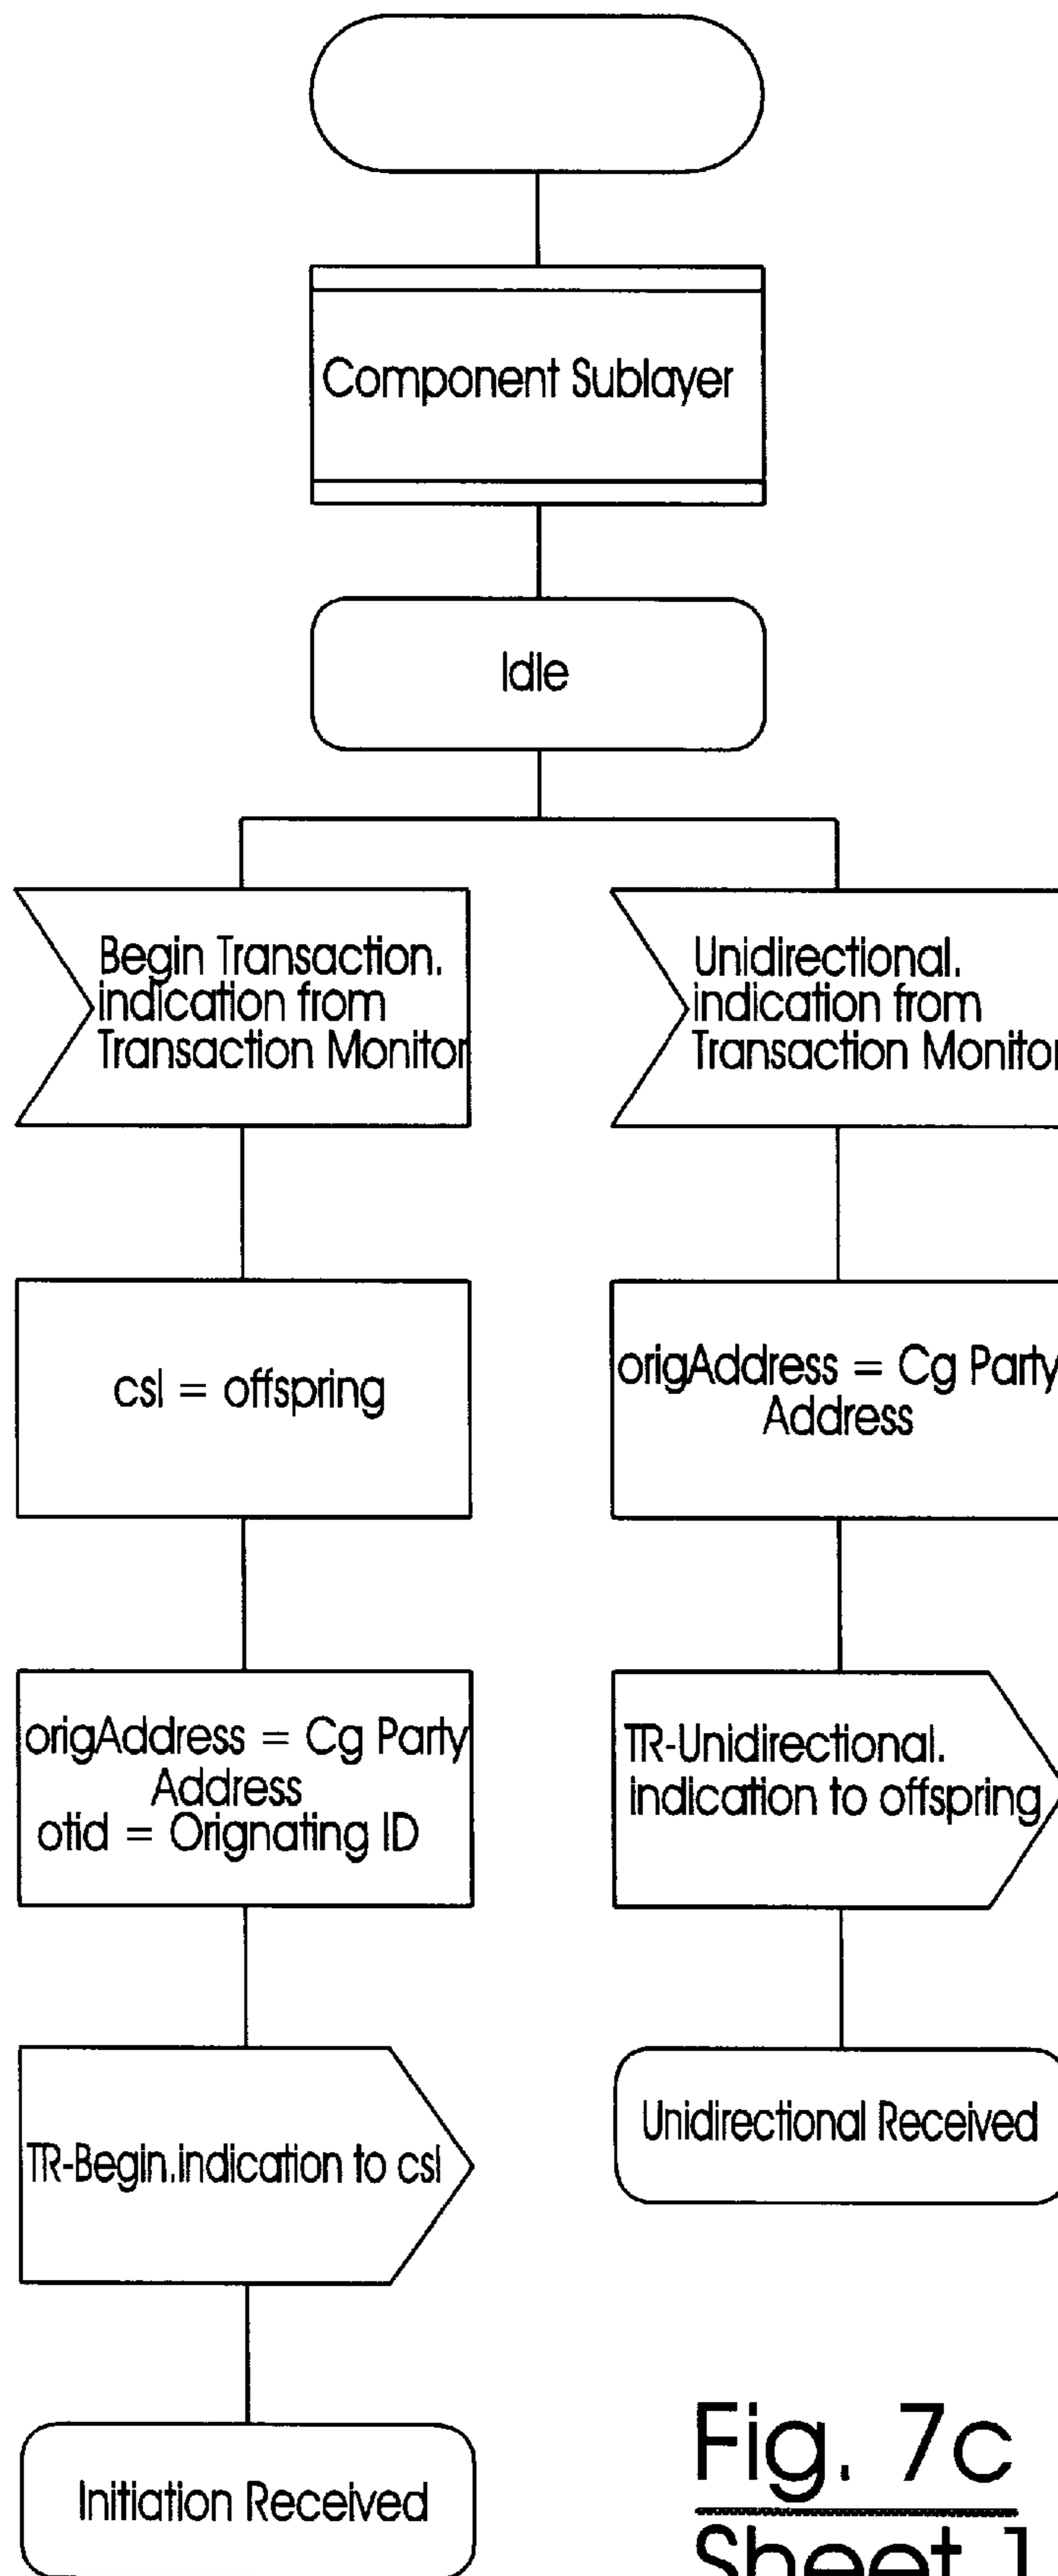 Component Sublayer
Idle
Begin Transaction.
indication from
Transaction Monitor
csl = offspring
origAddress = Cg Party
Address
otid = Orignating ID
TR-Begin.indication to csl
Initiation Received
Unidirectional.
indication from
Transaction Monitor
origAddress = Cg Party
Address
TR-Unidirectional.
indication to offspring
Unidirectional Received
Fig. 7c
Sheet 1